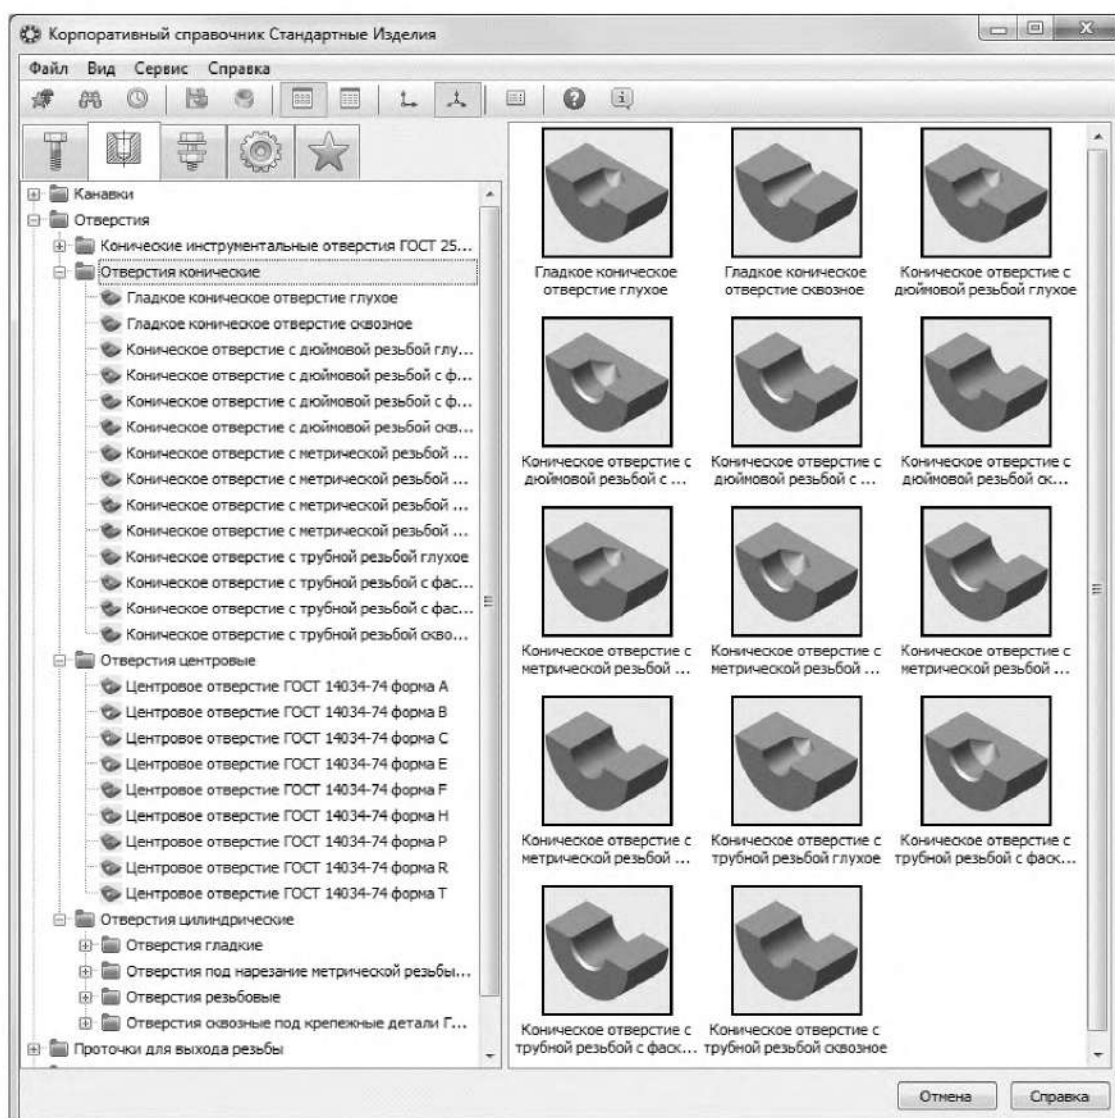 Корпоративный справочник Стандартные Изделия
Файл Вид Сервис Справка
Канавки
Отверстия
Конические инструментальные отверстия ГОСТ 25...
Отверстия конические
Гладкое коническое отверстие глухое
Гладкое коническое отверстие сквозное
Коническое отверстие с дюймовой резьбой глу...
Коническое отверстие с дюймовой резьбой с ф...
Коническое отверстие с дюймовой резьбой с ф...
Коническое отверстие с дюймовой резьбой скв...
Коническое отверстие с метрической резьбой ...
Коническое отверстие с метрической резьбой ...
Коническое отверстие с метрической резьбой ...
Коническое отверстие с метрической резьбой ...
Коническое отверстие с трубной резьбой глухое
Коническое отверстие с трубной резьбой с фас...
Коническое отверстие с трубной резьбой с фас...
Коническое отверстие с трубной резьбой скво...
Отверстия центровые
Центровое отверстие ГОСТ 14034-74 форма A
Центровое отверстие ГОСТ 14034-74 форма B
Центровое отверстие ГОСТ 14034-74 форма C
Центровое отверстие ГОСТ 14034-74 форма E
Центровое отверстие ГОСТ 14034-74 форма F
Центровое отверстие ГОСТ 14034-74 форма H
Центровое отверстие ГОСТ 14034-74 форма P
Центровое отверстие ГОСТ 14034-74 форма R
Центровое отверстие ГОСТ 14034-74 форма T
Отверстия цилиндрические
Отверстия гладкие
Отверстия под нарезание метрической резьбы...
Отверстия резьбовые
Отверстия сквозные под крепежные детали Г...
Проточки для выхода резьбы
Гладкое коническое
отверстие глухое
Гладкое коническое
отверстие сквозное
Коническое отверстие с
дюймовой резьбой глухое
Коническое отверстие с
дюймовой резьбой с ...
Коническое отверстие с
дюймовой резьбой с ...
Коническое отверстие с
дюймовой резьбой ск...
Коническое отверстие с
метрической резьбой ...
Коническое отверстие с
метрической резьбой ...
Коническое отверстие с
метрической резьбой ...
Коническое отверстие с
метрической резьбой ...
Коническое отверстие с
трубной резьбой глухое
Коническое отверстие с
трубной резьбой с фаск...
Коническое отверстие с
трубной резьбой с фаск...
Коническое отверстие с
трубной резьбой сквозное
Отмена Справка